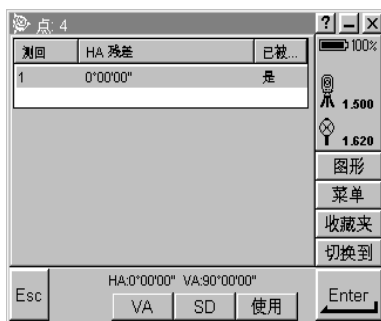 点: 4
? _ X
100%
测回 HA 残差 已被...
1 0°00'00" 是
1.500
1.620
图形
菜单
收藏夹
切换到
HA:0°00'00" VA:90°00'00"
Esc VA SD 使用 Enter